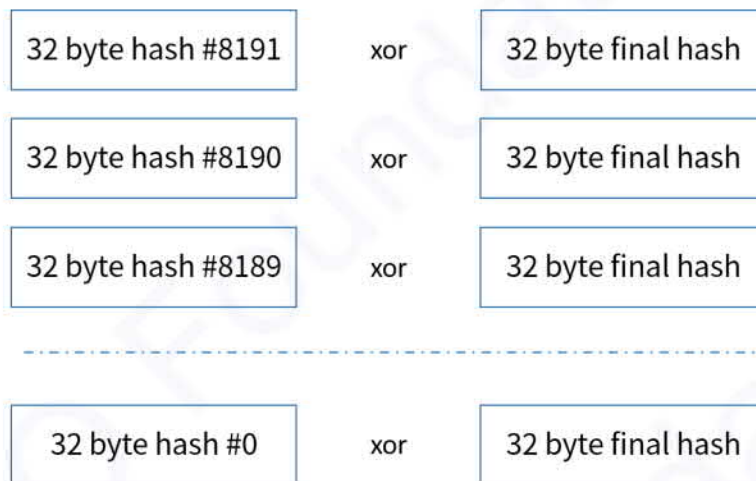 32 byte hash #8191 xor 32 byte final hash
32 byte hash #8190 xor 32 byte final hash
32 byte hash #8189 xor 32 byte final hash
32 byte hash #0 xor 32 byte final hash